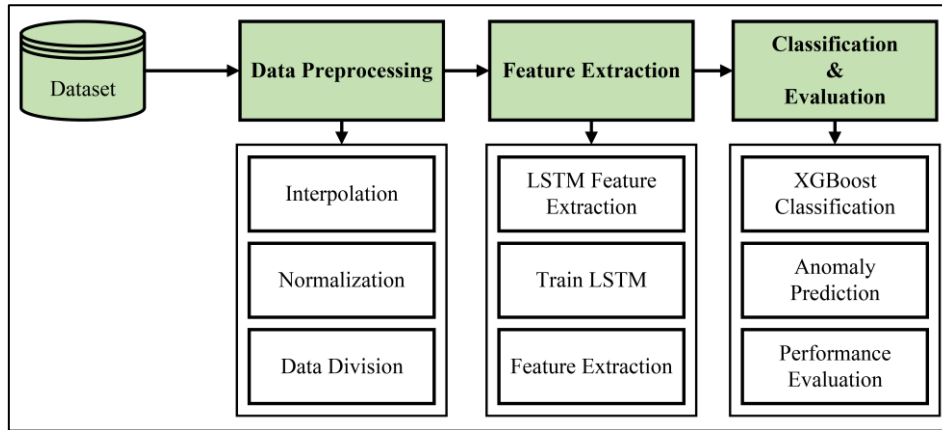 Dataset
Data Preprocessing
Feature Extraction
Classification
&
Evaluation
Interpolation
Normalization
Data Division
LSTM Feature
Extraction
Train LSTM
Feature Extraction
XGBoost
Classification
Anomaly
Prediction
Performance
Evaluation